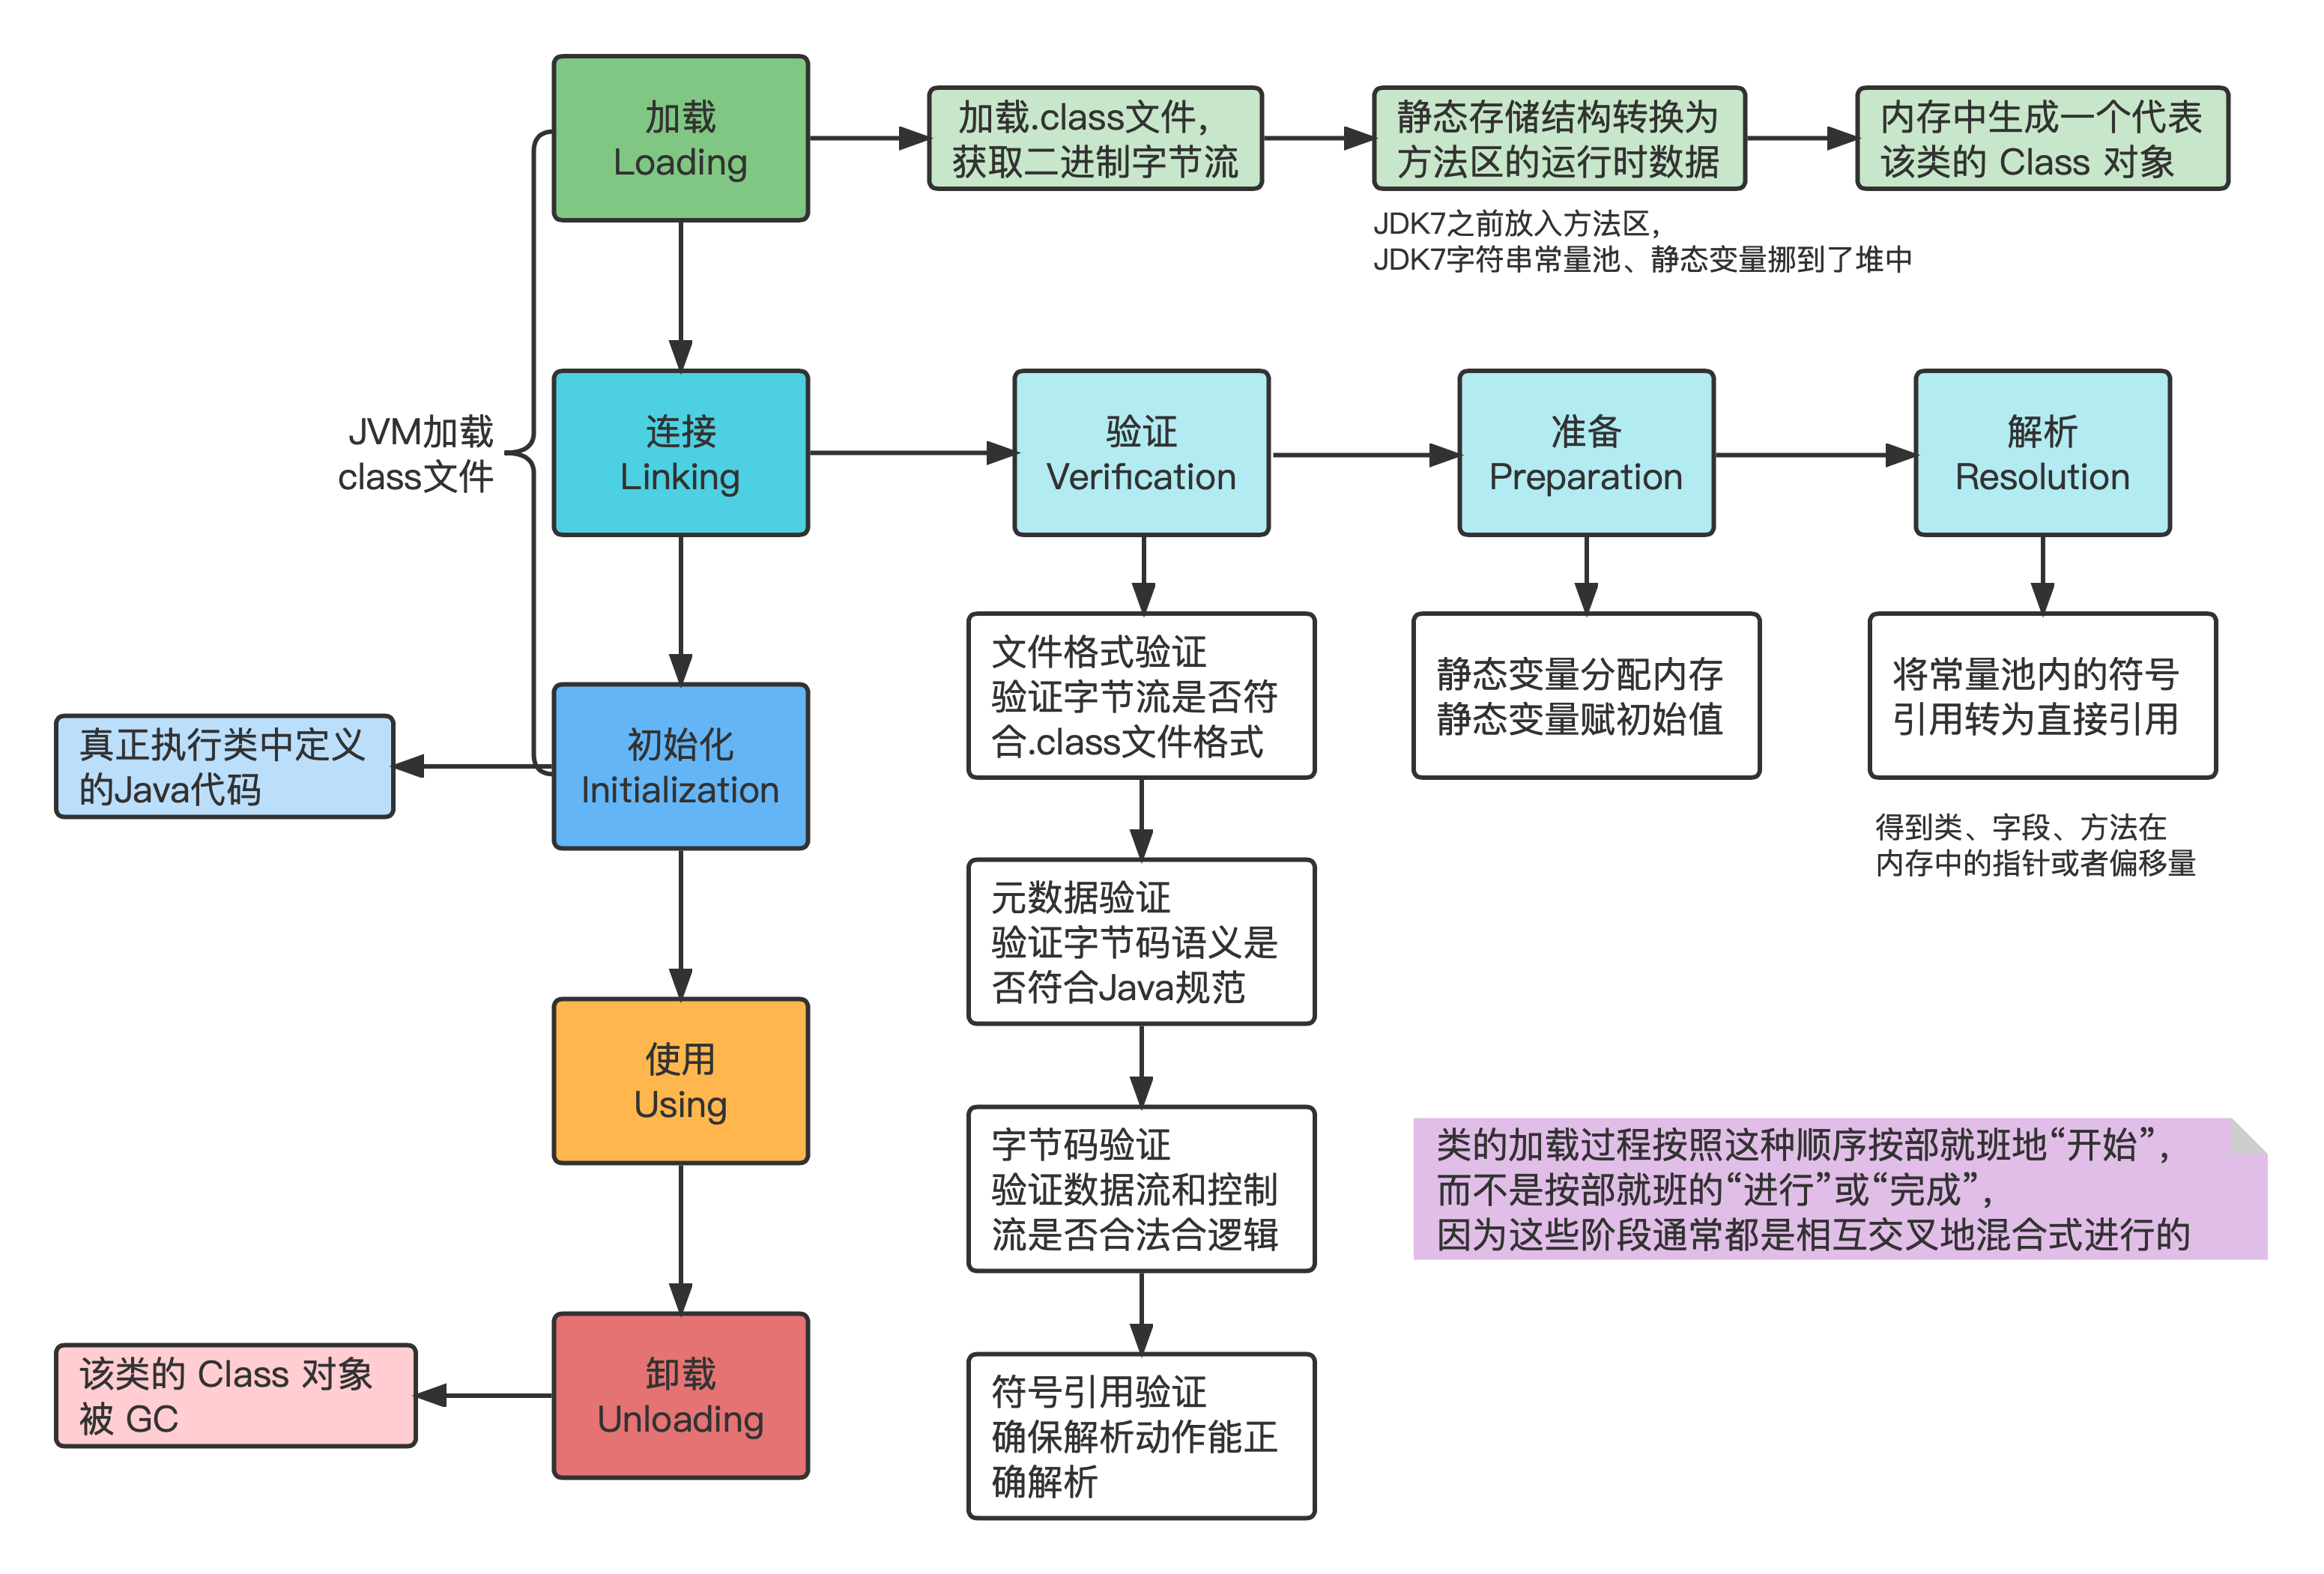 加载
Loading
加载.class文件,
获取二进制字节流
静态存储结构转换为
方法区的运行时数据
内存中生成一个代表
该类的 Class 对象
JDK7之前放入方法区,
JDK7字符串常量池、静态变量挪到了堆中
JVM加载
class文件
连接
Linking
验证
Verification
准备
Preparation
解析
Resolution
文件格式验证
验证字节流是否符
合.class文件格式
静态变量分配内存
静态变量赋初始值
将常量池内的符号
引用转为直接引用
得到类、字段、方法在
内存中的指针或者偏移量
真正执行类中定义
的Java代码
初始化
Initialization
元数据验证
验证字节码语义是
否符合Java规范
使用
Using
字节码验证
验证数据流和控制
流是否合法合逻辑
类的加载过程按照这种顺序按部就班地“开始”,
而不是按部就班的“进行”或“完成”,
因为这些阶段通常都是相互交叉地混合式进行的
该类的 Class 对象
被 GC
卸载
Unloading
符号引用验证
确保解析动作能正
确解析